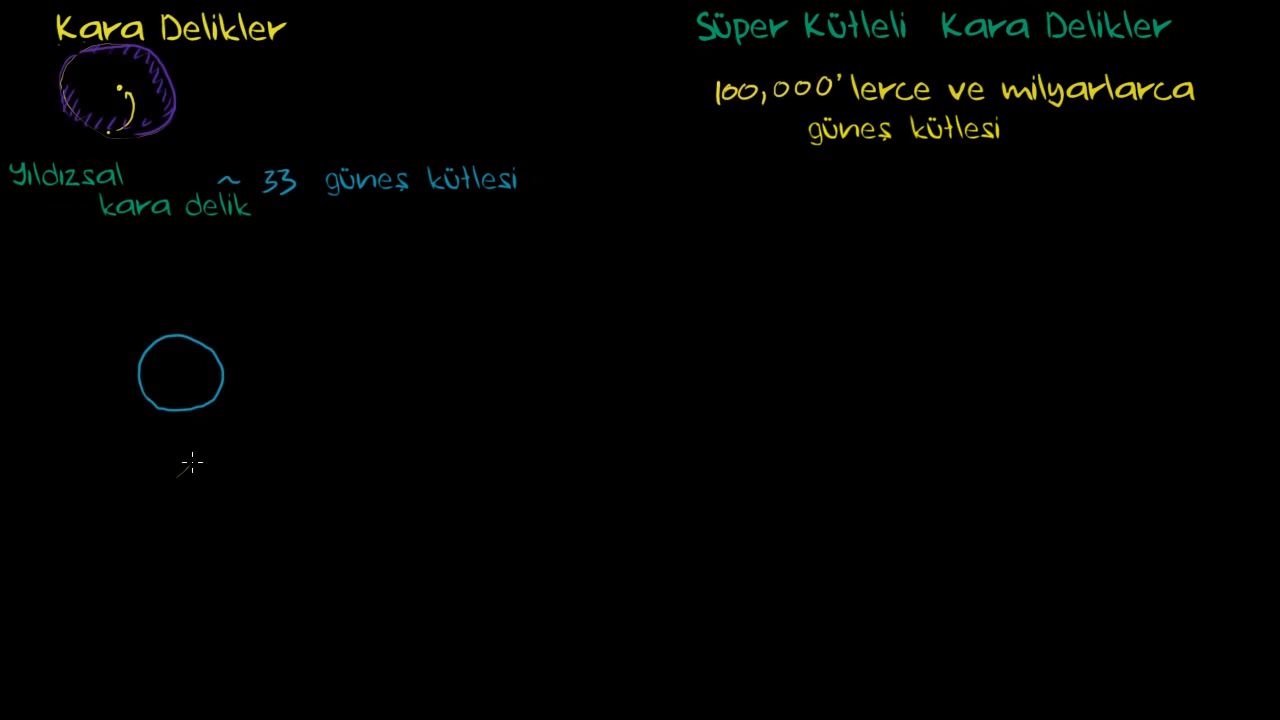 Kara Delikler
Yıldızsal
kara delik
~ 33 güneş kütlesi
Süper Kütleli Kara Delikler
100,000'lerce ve milyarlarca
güneş kütlesi